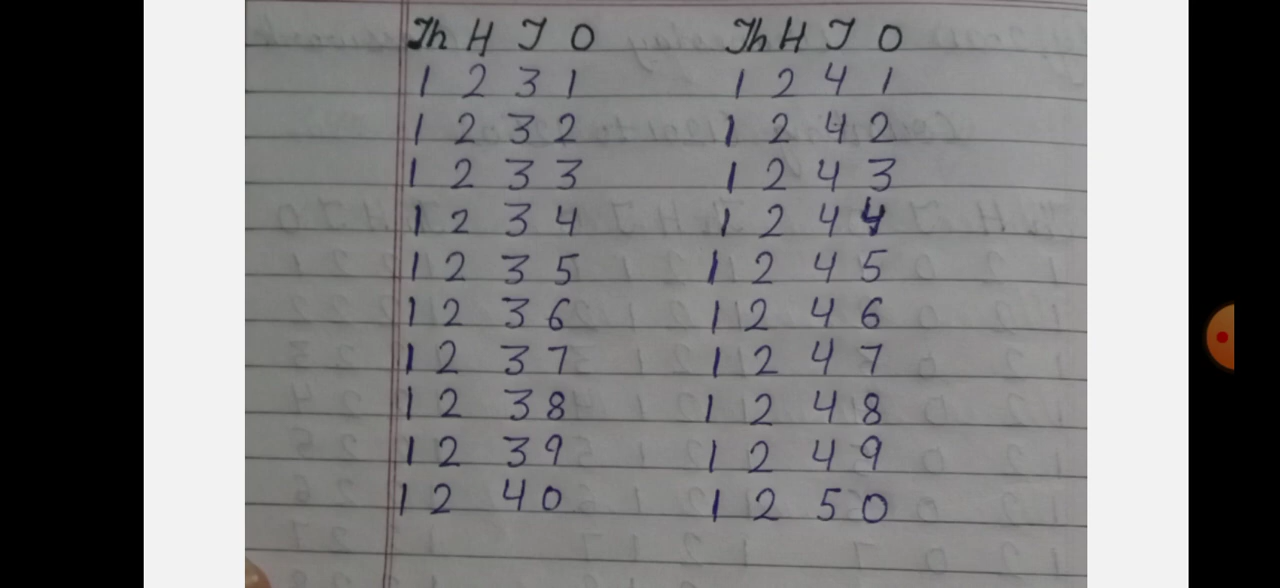 Th H T O Th H T O
1 2 3 1 1 2 4 1
1 2 3 2 1 2 4 2
1 2 3 3 1 2 4 3
1 2 3 4 1 2 4 4
1 2 3 5 1 2 4 5
1 2 3 6 1 2 4 6
1 2 3 7 1 2 4 7
1 2 3 8 1 2 4 8
1 2 3 9 1 2 4 9
1 2 4 0 1 2 5 0